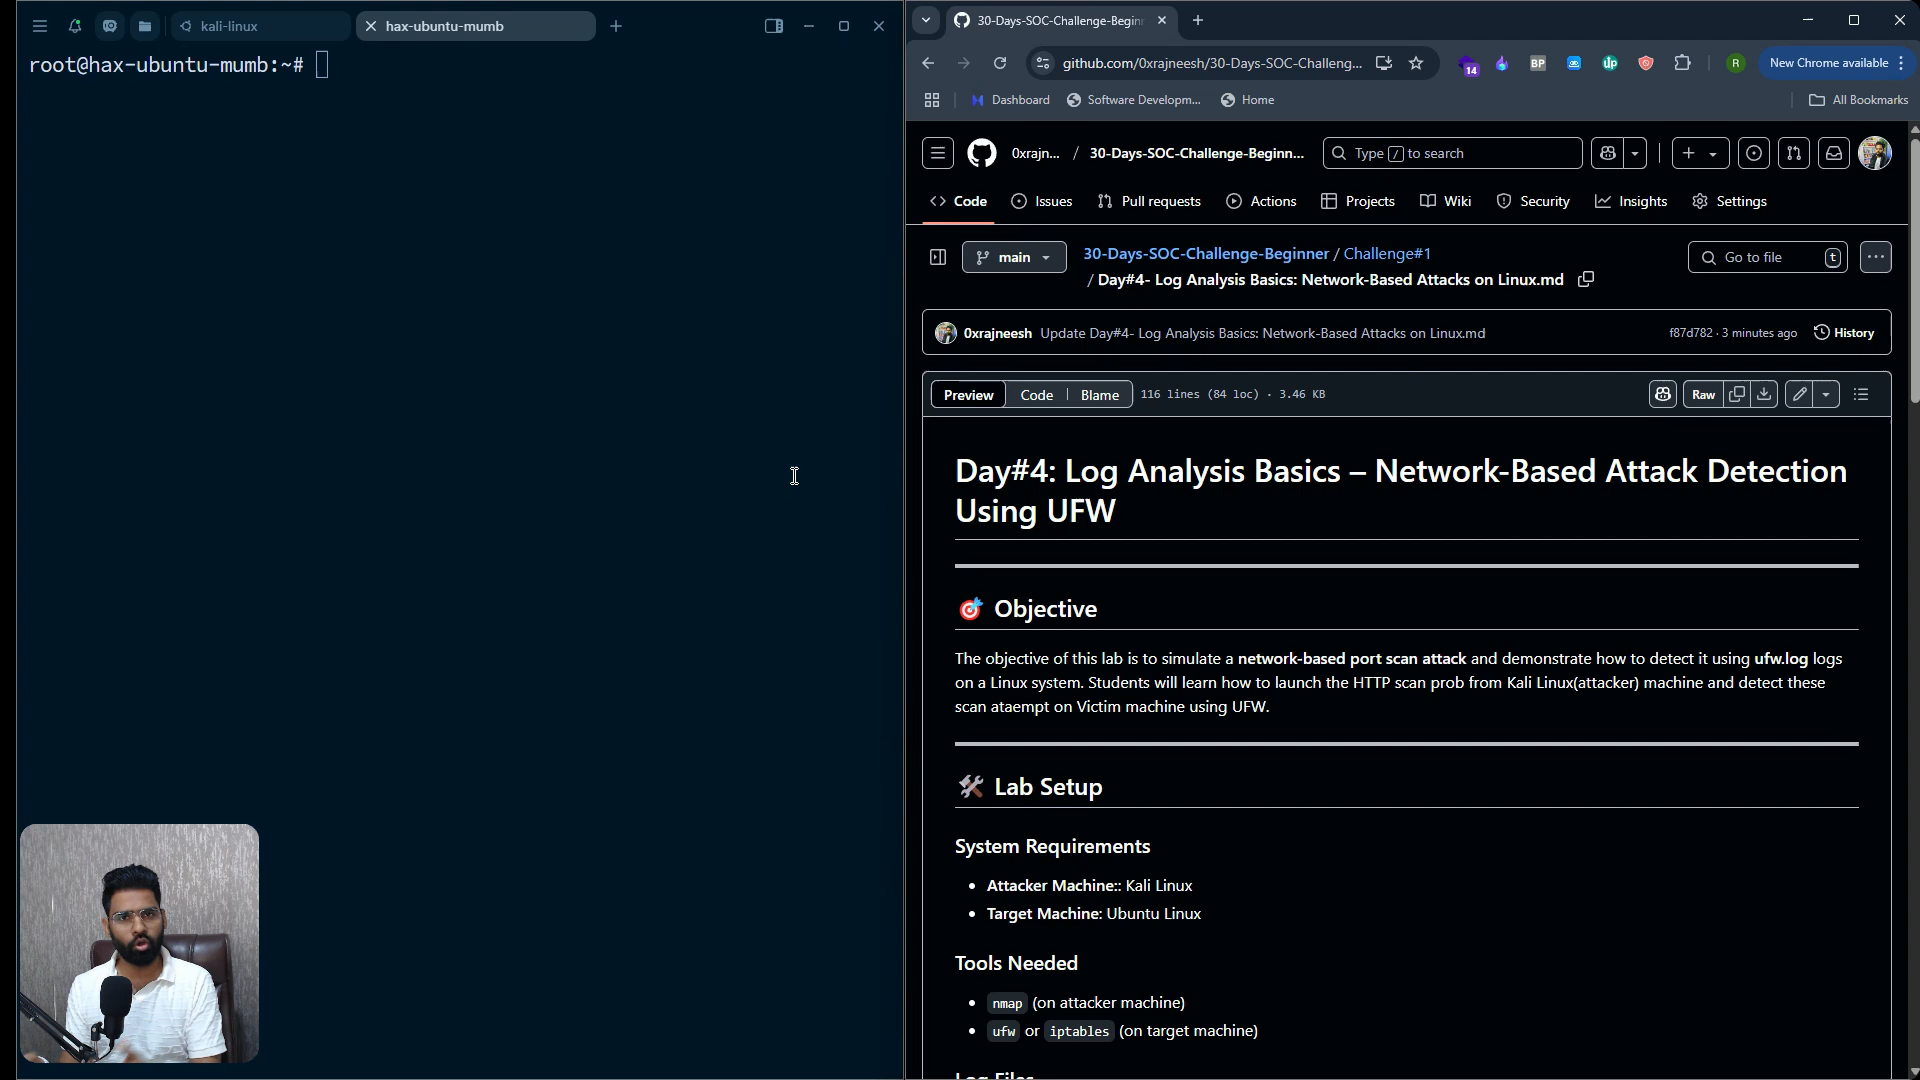 kali-linux
hax-ubuntu-mumb
root@hax-ubuntu-mumb:~#
30-Days-SOC-Challenge-Begin
github.com/0xrajneesh/30-Days-SOC-Challeng...
14
BP
up
R
New Chrome available
Dashboard
Software Developm...
Home
All Bookmarks
0xrajn... / 30-Days-SOC-Challenge-Beginn...
Type / to search
Code
Issues
Pull requests
Actions
Projects
Wiki
Security
Insights
Settings
main
30-Days-SOC-Challenge-Beginner / Challenge#1
/ Day#4- Log Analysis Basics: Network-Based Attacks on Linux.md
Go to file
t
0xrajneesh Update Day#4- Log Analysis Basics: Network-Based Attacks on Linux.md
f87d782 · 3 minutes ago
History
Preview
Code
Blame
116 lines (84 loc) · 3.46 KB
Raw
Day#4: Log Analysis Basics – Network-Based Attack Detection
Using UFW
Objective
The objective of this lab is to simulate a network-based port scan attack and demonstrate how to detect it using ufw.log logs
on a Linux system. Students will learn how to launch the HTTP scan prob from Kali Linux(attacker) machine and detect these
scan ataempt on Victim machine using UFW.
Lab Setup
System Requirements
• Attacker Machine:: Kali Linux
• Target Machine: Ubuntu Linux
Tools Needed
• nmap (on attacker machine)
• ufw or iptables (on target machine)
Log Files